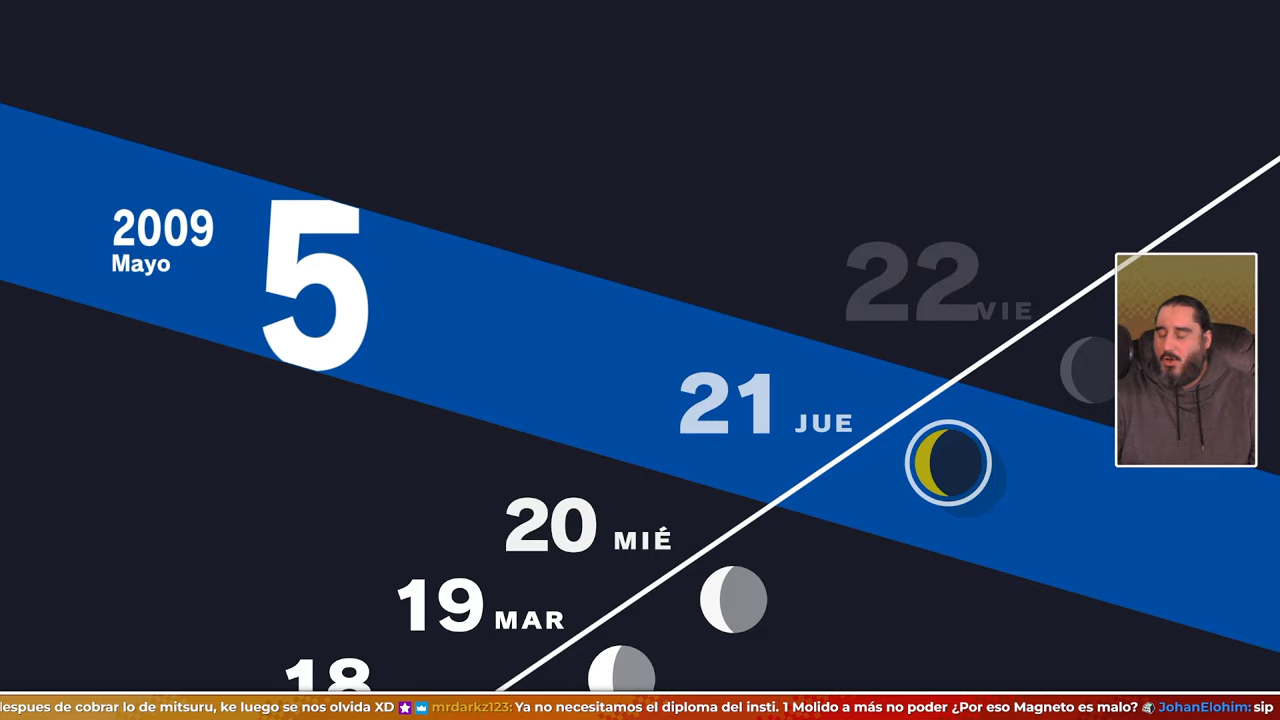 2009
Mayo
5
22 VIE
21 JUE
20 MIÉ
19 MAR
18
despues de cobrar lo de mitsuru, ke luego se nos olvida XD mrdarkz123: Ya no necesitamos el diploma del insti. 1 Molido a más no poder ¿Por eso Magneto es malo? JohanElohim: sip